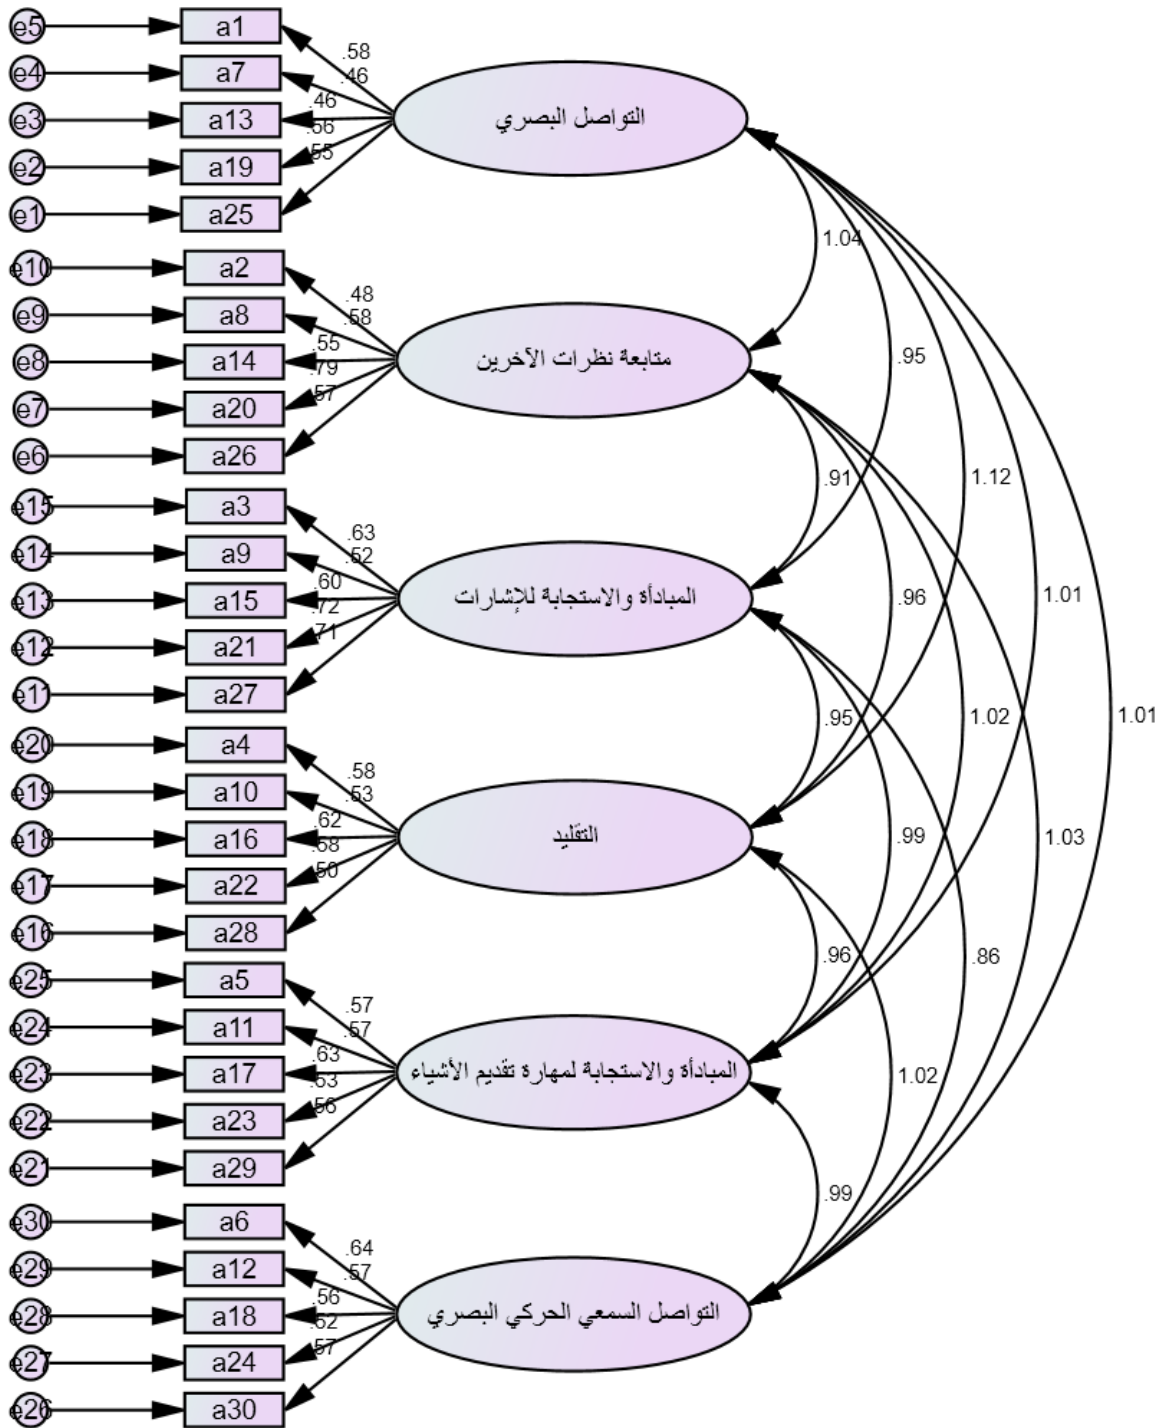 e5 a1
.58
e4 a7
.46
e3 a13
.46
التواصل البصري
.56
e2 a19
.55
e1 a25
1.04
e10 a2
.48
e9 a8
.58
.55
.95
e8 a14
متابعة نظرات الآخرين
.79
e7 a20
.57
e6 a26
.91
1.12
e15 a3
.63
e14 a9
.52
.60
e13 a15
المبادأة والاستجابة للإشارات
.96
1.01
.72
e12 a21
.71
e11 a27
.95
1.02
1.01
e20 a4
.58
e19 a10
.53
.62
e18 a16
التقليد
.99
1.03
.58
e17 a22
.50
e16 a28
.96
.86
e25 a5
.57
e24 a11
.57
.63
e23 a17
المبادأة والاستجابة لمهارة تقديم الأشياء
1.02
.53
e22 a23
.56
e21 a29
.99
e30 a6
.64
e29 a12
.57
.56
e28 a18
التواصل السمعي الحركي البصري
.62
e27 a24
.57
e26 a30